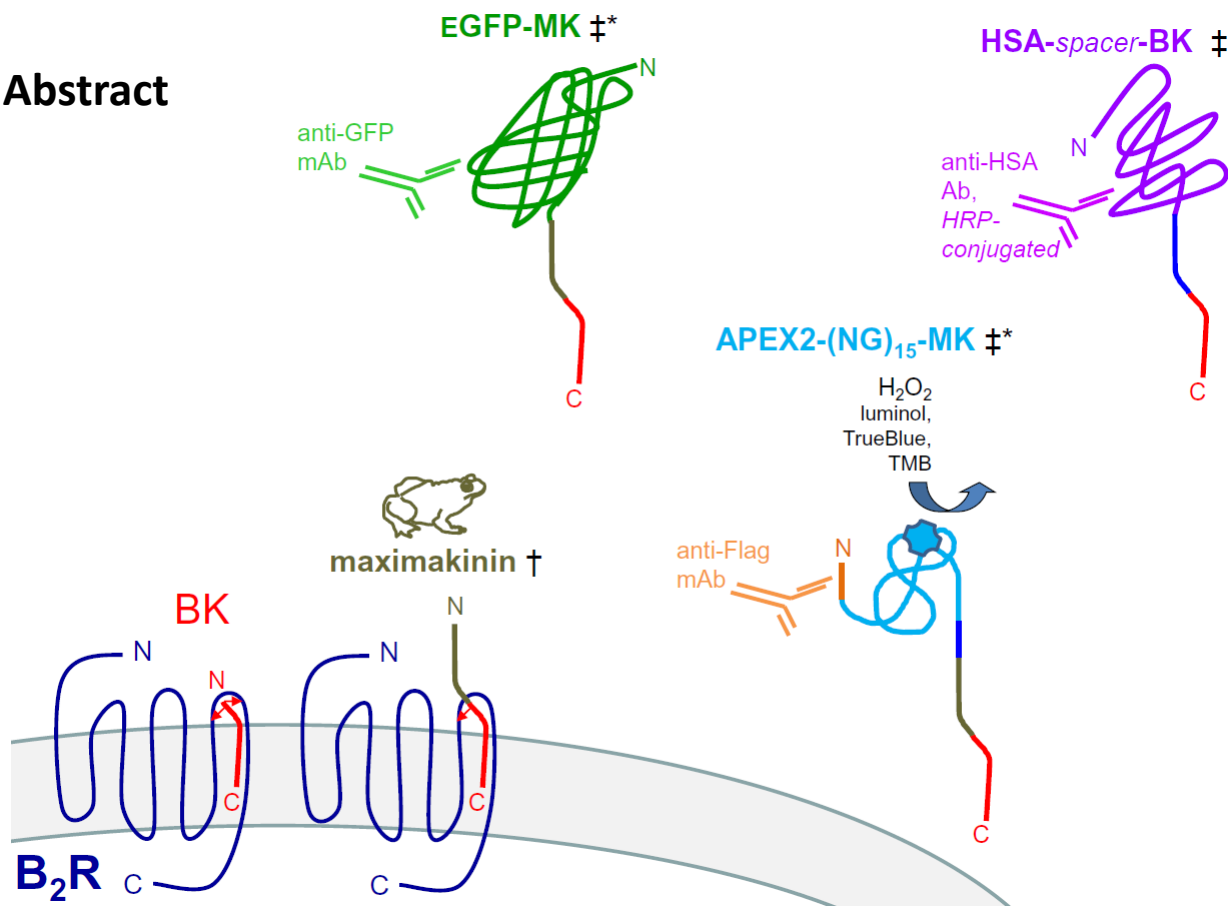 Abstract
EGFP-MK ‡*
N
anti-GFP
mAb
C
HSA-spacer-BK ‡
N
anti-HSA
Ab,
HRP-
conjugated
C
APEX2-(NG)₁₅-MK ‡*
H₂O₂
luminol,
TrueBlue,
TMB
anti-Flag
mAb
N
C
maximakinin †
N
BK
N
N
C
C
N
C
C
B₂R